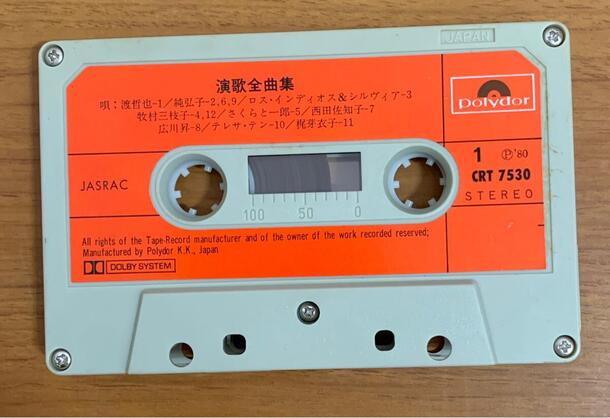 JAPAN
演歌全曲集
唄:渡哲也-1/純弘子-2,6,9/ロス・インディオス&シルヴィア-3
牧村三枝子-4,12/さくらと一郎-5/西田佐知子-7
広川昇-8/テレサ・テン-10/梶芽衣子-11
polydor
JASRAC
1 Ⓟ'80
CRT 7530
STEREO
100 50 0
All rights of the Tape-Record manufacturer and of the owner of the work recorded reserved;
Manufactured by Polydor K.K., Japan
DOLBY SYSTEM